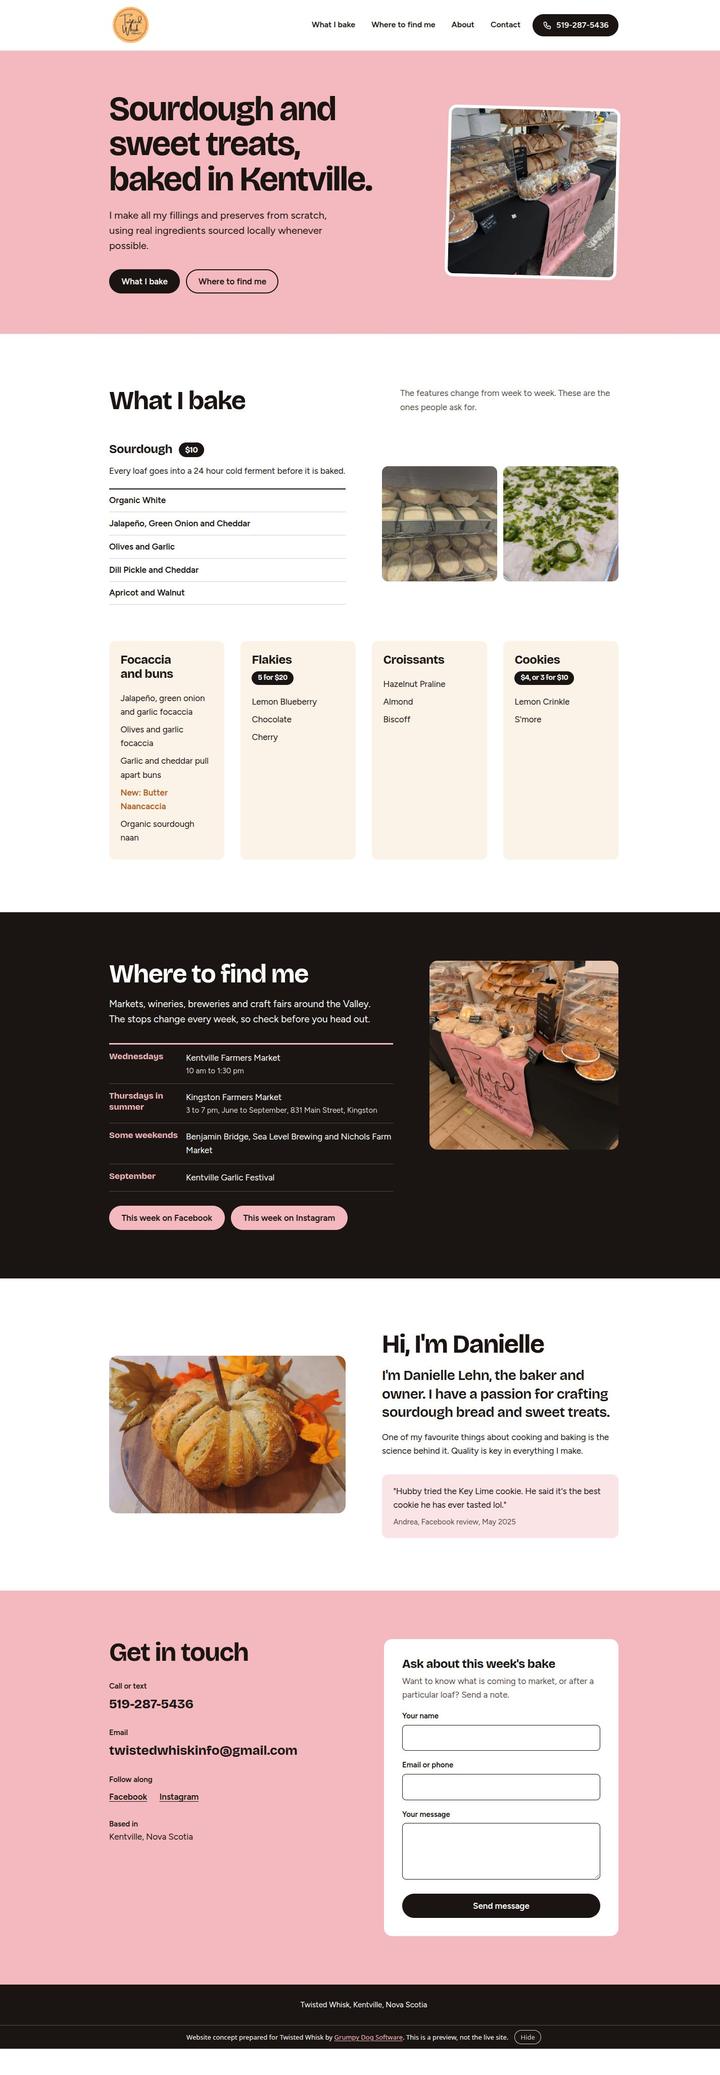 Twisted
Whisk
What I bake
Where to find me
About
Contact
519-287-5436
Sourdough and
sweet treats,
baked in Kentville.
I make all my fillings and preserves from scratch,
using real ingredients sourced locally whenever
possible.
What I bake
Where to find me
What I bake
The features change from week to week. These are the
ones people ask for.
Sourdough $10
Every loaf goes into a 24 hour cold ferment before it is baked.
Organic White
Jalapeño, Green Onion and Cheddar
Olives and Garlic
Dill Pickle and Cheddar
Apricot and Walnut
Focaccia
and buns
Jalapeño, green onion
and garlic focaccia
Olives and garlic
focaccia
Garlic and cheddar pull
apart buns
New: Butter
Naancaccia
Organic sourdough
naan
Flakies
5 for $20
Lemon Blueberry
Chocolate
Cherry
Croissants
Hazelnut Praline
Almond
Biscoff
Cookies
$4, or 3 for $10
Lemon Crinkle
S'more
Where to find me
Markets, wineries, breweries and craft fairs around the Valley.
The stops change every week, so check before you head out.
Wednesdays
Kentville Farmers Market
10 am to 1:30 pm
Thursdays in
summer
Kingston Farmers Market
3 to 7 pm, June to September, 831 Main Street, Kingston
Some weekends
Benjamin Bridge, Sea Level Brewing and Nichols Farm
Market
September
Kentville Garlic Festival
This week on Facebook
This week on Instagram
Twisted
Whisk
Hi, I'm Danielle
I'm Danielle Lehn, the baker and
owner. I have a passion for crafting
sourdough bread and sweet treats.
One of my favourite things about cooking and baking is the
science behind it. Quality is key in everything I make.
"Hubby tried the Key Lime cookie. He said it's the best
cookie he has ever tasted lol."
Andrea, Facebook review, May 2025
Get in touch
Call or text
519-287-5436
Email
twistedwhiskinfo@gmail.com
Follow along
Facebook
Instagram
Based in
Kentville, Nova Scotia
Ask about this week's bake
Want to know what is coming to market, or after a
particular loaf? Send a note.
Your name
Email or phone
Your message
Send message
Twisted Whisk, Kentville, Nova Scotia
Website concept prepared for Twisted Whisk by Grumpy Dog Software. This is a preview, not the live site.
Hide